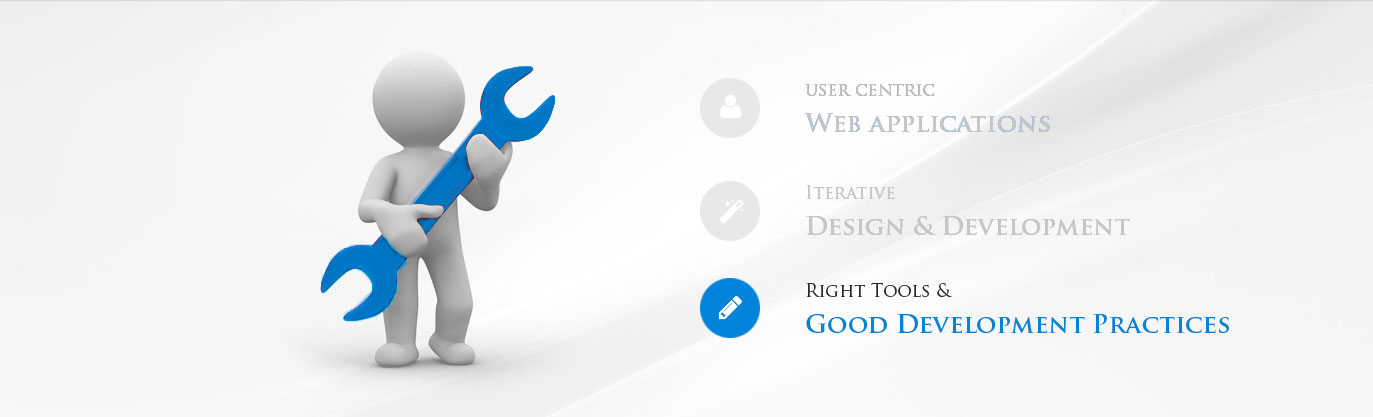 USER CENTRIC
WEB APPLICATIONS
ITERATIVE
DESIGN & DEVELOPMENT
RIGHT TOOLS &
GOOD DEVELOPMENT PRACTICES